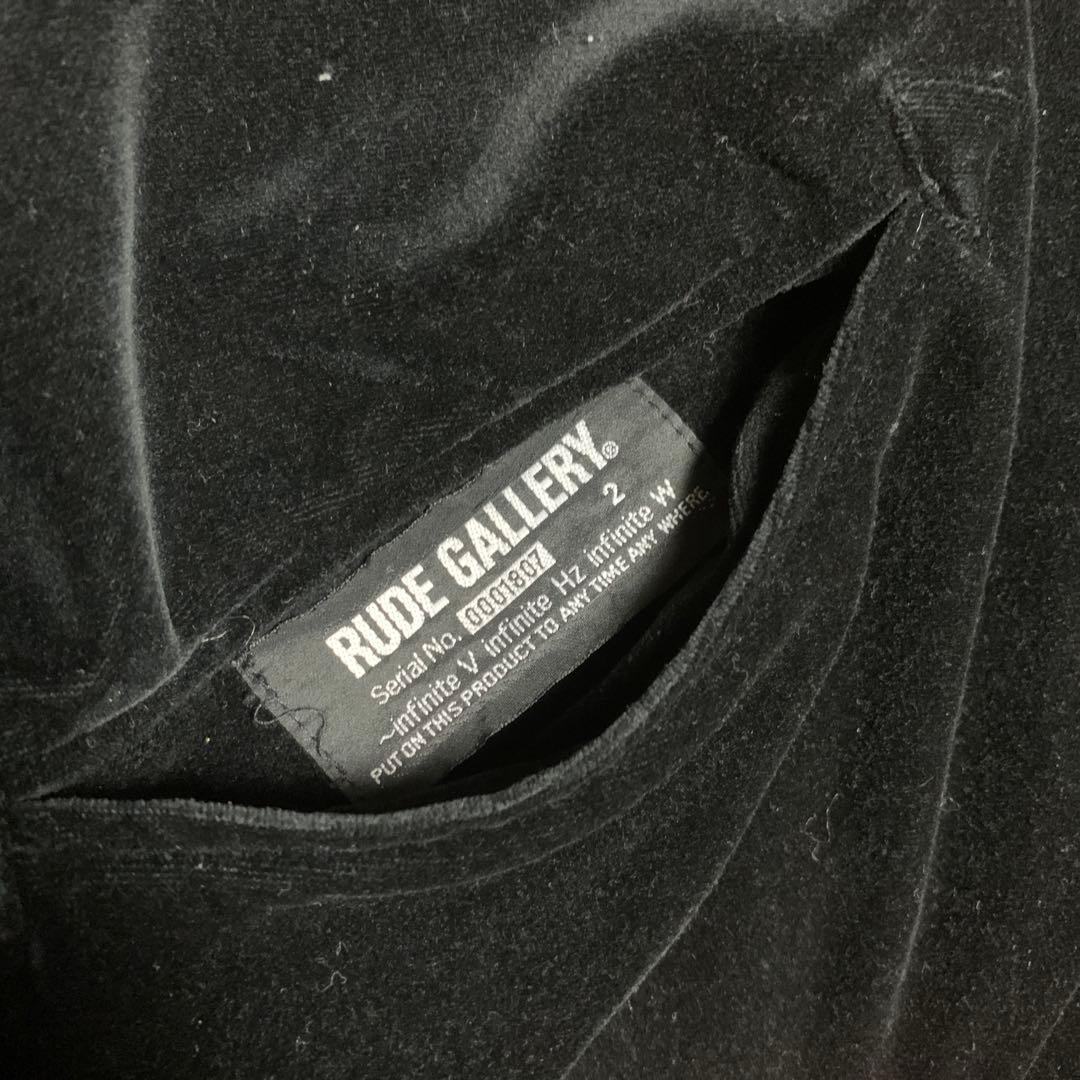 RUDE GALLERY®
2
Serial No. 0001807
~infinite V infinite Hz infinite W
PUT ON THIS PRODUCT TO ANY TIME ANY WHERE.